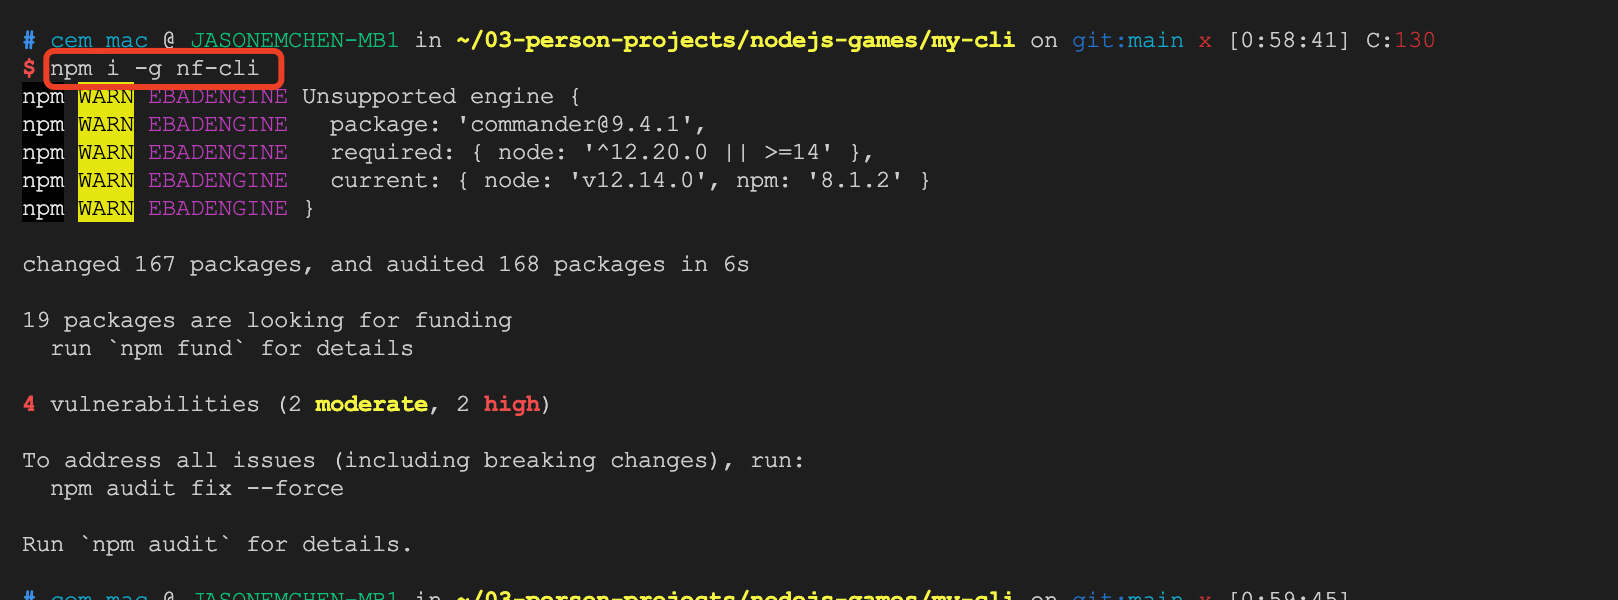 # cem mac @ JASONEMCHEN-MB1 in ~/03-person-projects/nodejs-games/my-cli on git:main x [0:58:41] C:130
$ npm i -g nf-cli
npm WARN EBADENGINE Unsupported engine {
npm WARN EBADENGINE   package: 'commander@9.4.1',
npm WARN EBADENGINE   required: { node: '^12.20.0 || >=14' },
npm WARN EBADENGINE   current: { node: 'v12.14.0', npm: '8.1.2' }
npm WARN EBADENGINE }
changed 167 packages, and audited 168 packages in 6s
19 packages are looking for funding
  run `npm fund` for details
4 vulnerabilities (2 moderate, 2 high)
To address all issues (including breaking changes), run:
  npm audit fix --force
Run `npm audit` for details.
# cem mac @ JASONEMCHEN-MB1 in ~/03-person-projects/nodejs-games/my-cli on git:main x [0:59:45]